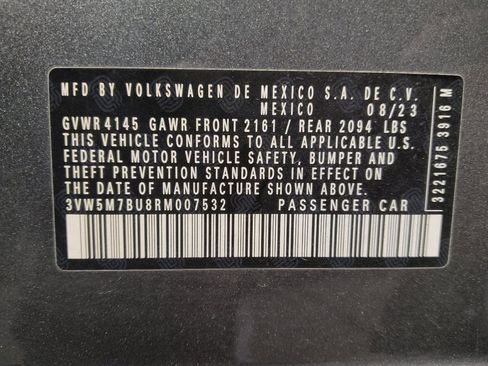 MFD BY VOLKSWAGEN DE MEXICO S.A. DE C.V.
MEXICO 08/23
GVWR 4145 GAWR FRONT 2161 / REAR 2094 LBS
THIS VEHICLE CONFORMS TO ALL APPLICABLE U.S.
FEDERAL MOTOR VEHICLE SAFETY, BUMPER AND
THEFT PREVENTION STANDARDS IN EFFECT ON
THE DATE OF MANUFACTURE SHOWN ABOVE.
3VW5M7BU8RM007532 PASSENGER CAR
3221675 3916 M